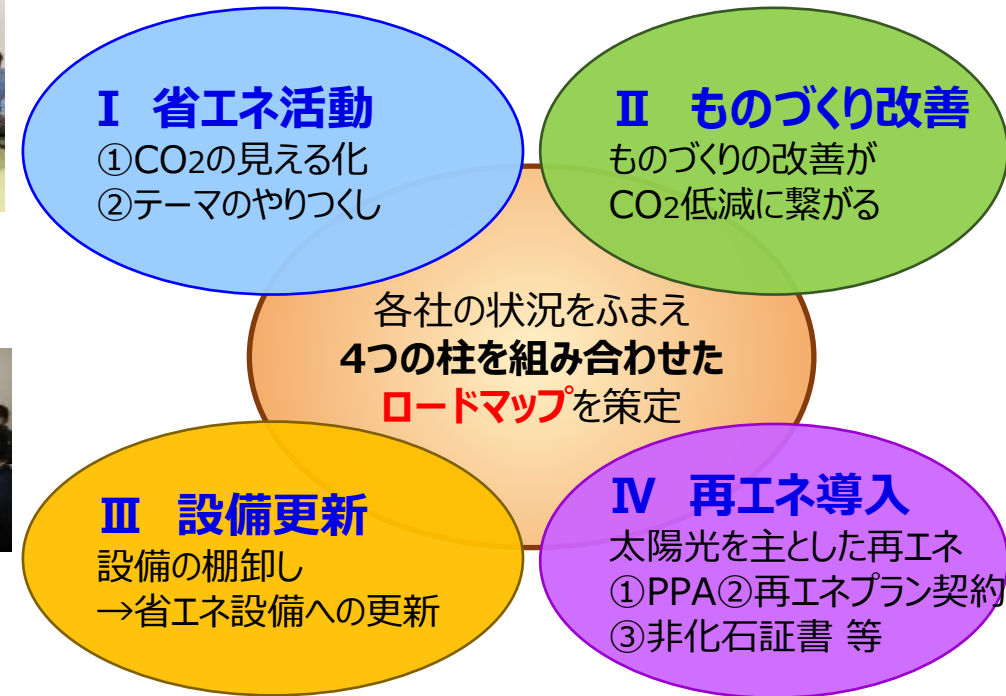 Ⅰ 省エネ活動
①CO2の見える化
②テーマのやりつくし
Ⅱ ものづくり改善
ものづくりの改善が
CO2低減に繋がる
各社の状況をふまえ
4つの柱を組み合わせた
ロードマップを策定
Ⅲ 設備更新
設備の棚卸し
→省エネ設備への更新
Ⅳ 再エネ導入
太陽光を主とした再エネ
①PPA②再エネプラン契約
③非化石証書 等